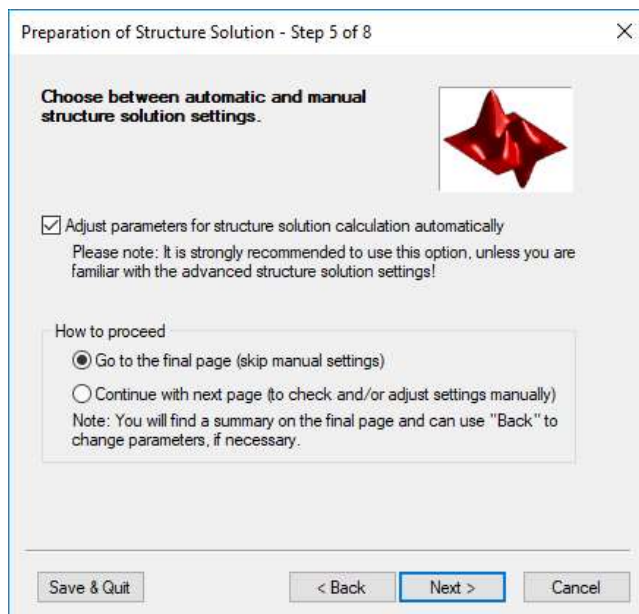 Preparation of Structure Solution - Step 5 of 8
Choose between automatic and manual
structure solution settings.
Adjust parameters for structure solution calculation automatically
Please note: It is strongly recommended to use this option, unless you are
familiar with the advanced structure solution settings!
How to proceed
Go to the final page (skip manual settings)
Continue with next page (to check and/or adjust settings manually)
Note: You will find a summary on the final page and can use "Back" to
change parameters, if necessary.
Save & Quit
< Back
Next >
Cancel